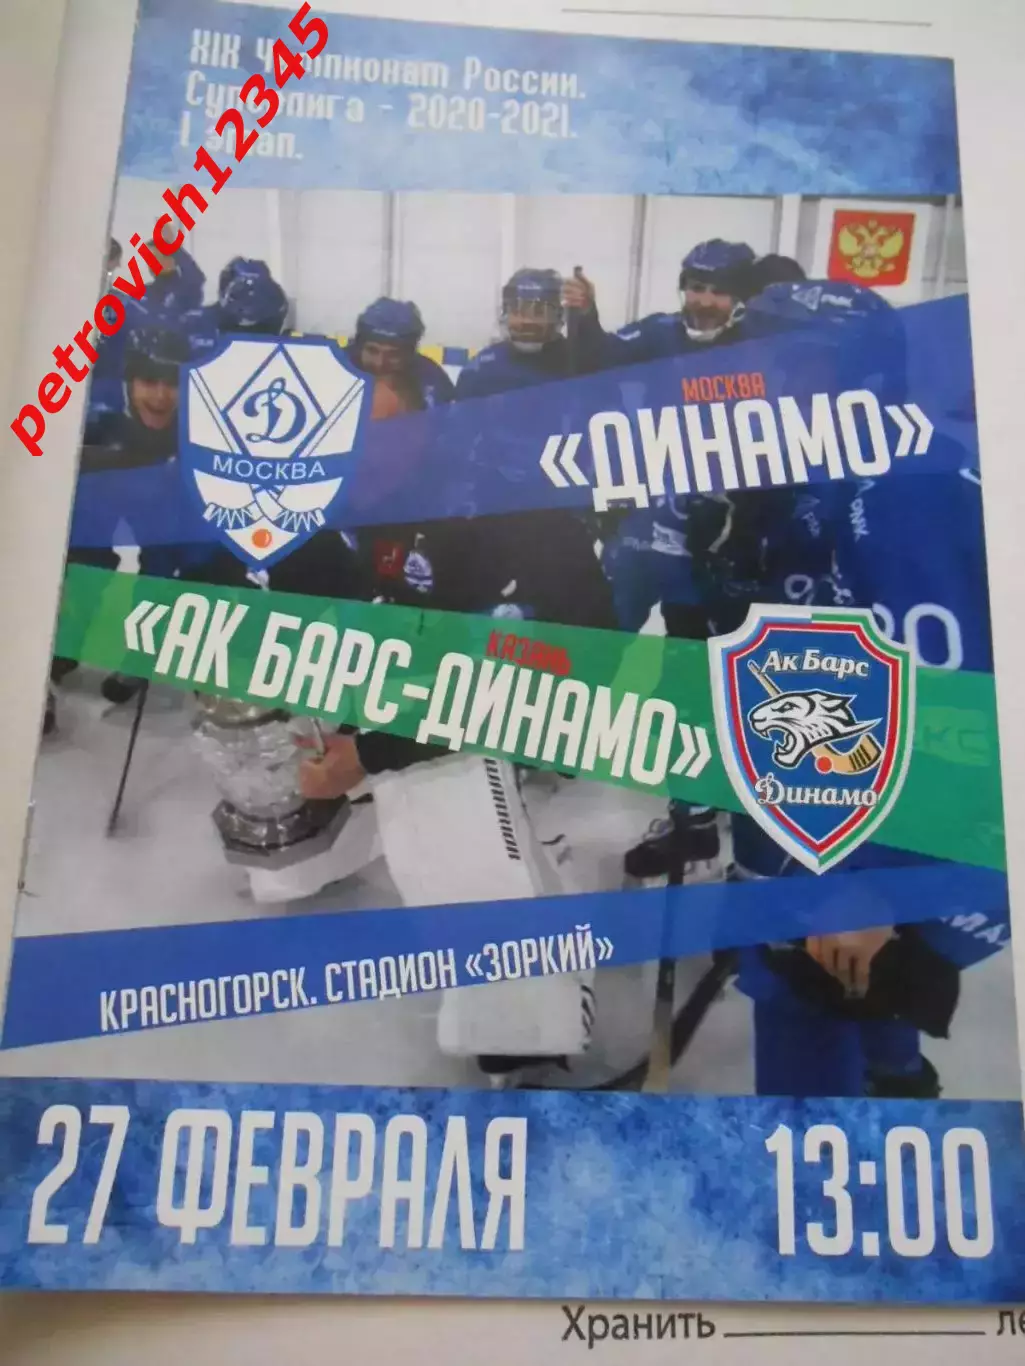 XIX Чемпионат России.
Суперлига - 2020-2021.
I этап.
petrovich12345
МОСКВА
«ДИНАМО»
Д
МОСКВА
«АК БАРС-ДИНАМО»
КАЗАНЬ
Ак Барс
Динамо
КРАСНОГОРСК. СТАДИОН «ЗОРКИЙ»
27 ФЕВРАЛЯ
13:00
Хранить